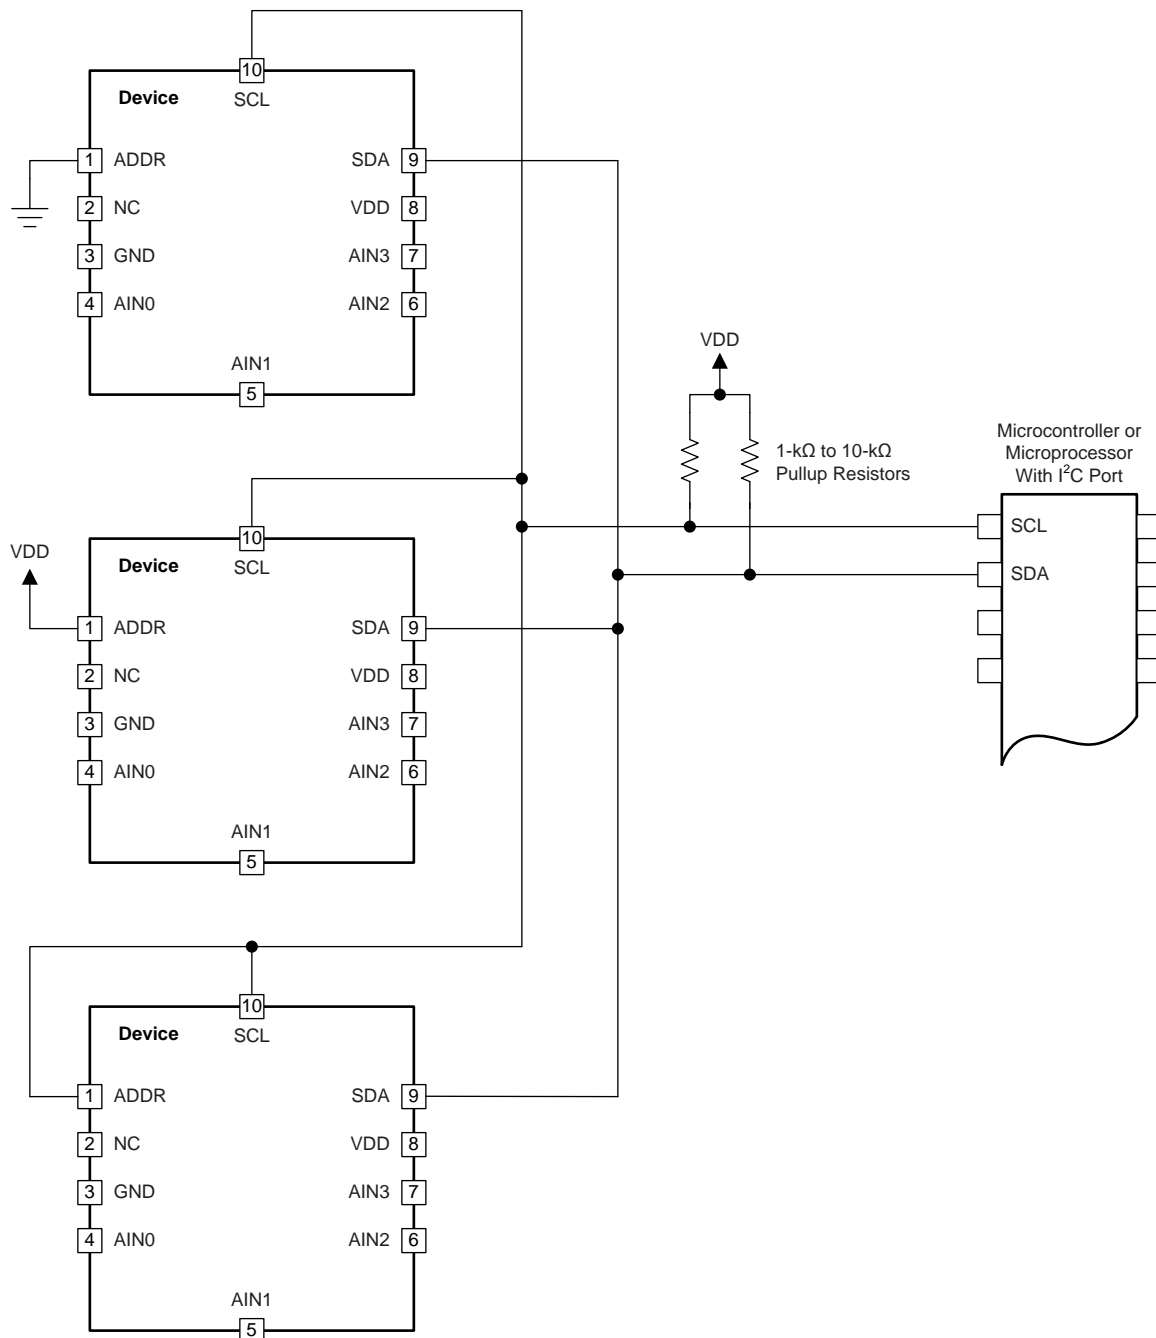 10
Device
SCL
1 ADDR
SDA 9
2 NC
VDD 8
3 GND
AIN3 7
4 AIN0
AIN2 6
AIN1
5
VDD
1-kΩ to 10-kΩ
Pullup Resistors
Microcontroller or
Microprocessor
With I²C Port
SCL
SDA
10
Device
SCL
VDD
1 ADDR
SDA 9
2 NC
VDD 8
3 GND
AIN3 7
4 AIN0
AIN2 6
AIN1
5
10
Device
SCL
1 ADDR
SDA 9
2 NC
VDD 8
3 GND
AIN3 7
4 AIN0
AIN2 6
AIN1
5